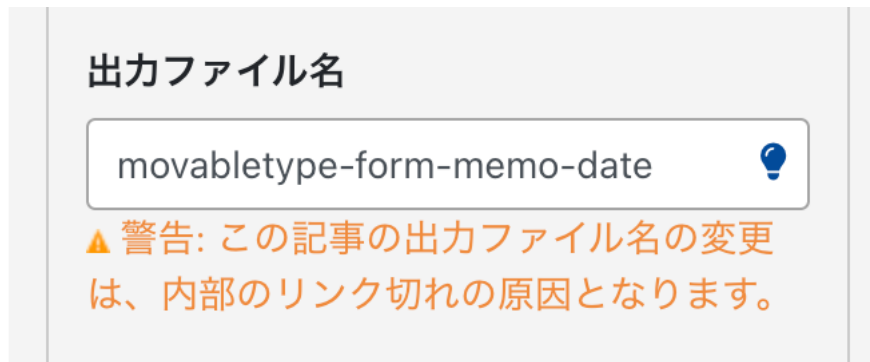 出力ファイル名
movabletype-form-memo-date
警告: この記事の出力ファイル名の変更
は、内部のリンク切れの原因となります。